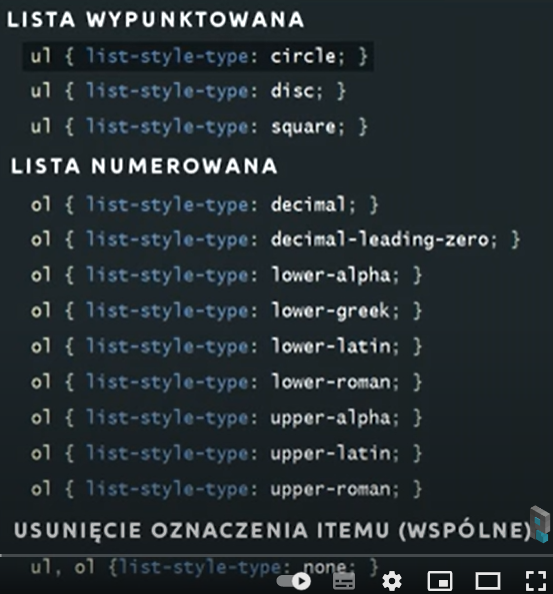 LISTA WYPUNKTOWANA
ul { list-style-type: circle; }
ul { list-style-type: disc; }
ul { list-style-type: square; }
LISTA NUMEROWANA
ol { list-style-type: decimal; }
ol { list-style-type: decimal-leading-zero; }
ol { list-style-type: lower-alpha; }
ol { list-style-type: lower-greek; }
ol { list-style-type: lower-latin; }
ol { list-style-type: lower-roman; }
ol { list-style-type: upper-alpha; }
ol { list-style-type: upper-latin; }
ol { list-style-type: upper-roman; }
USUNIĘCIE OZNACZENIA ITEMU (WSPÓLNE)
ul, ol {list-style-type: none; }